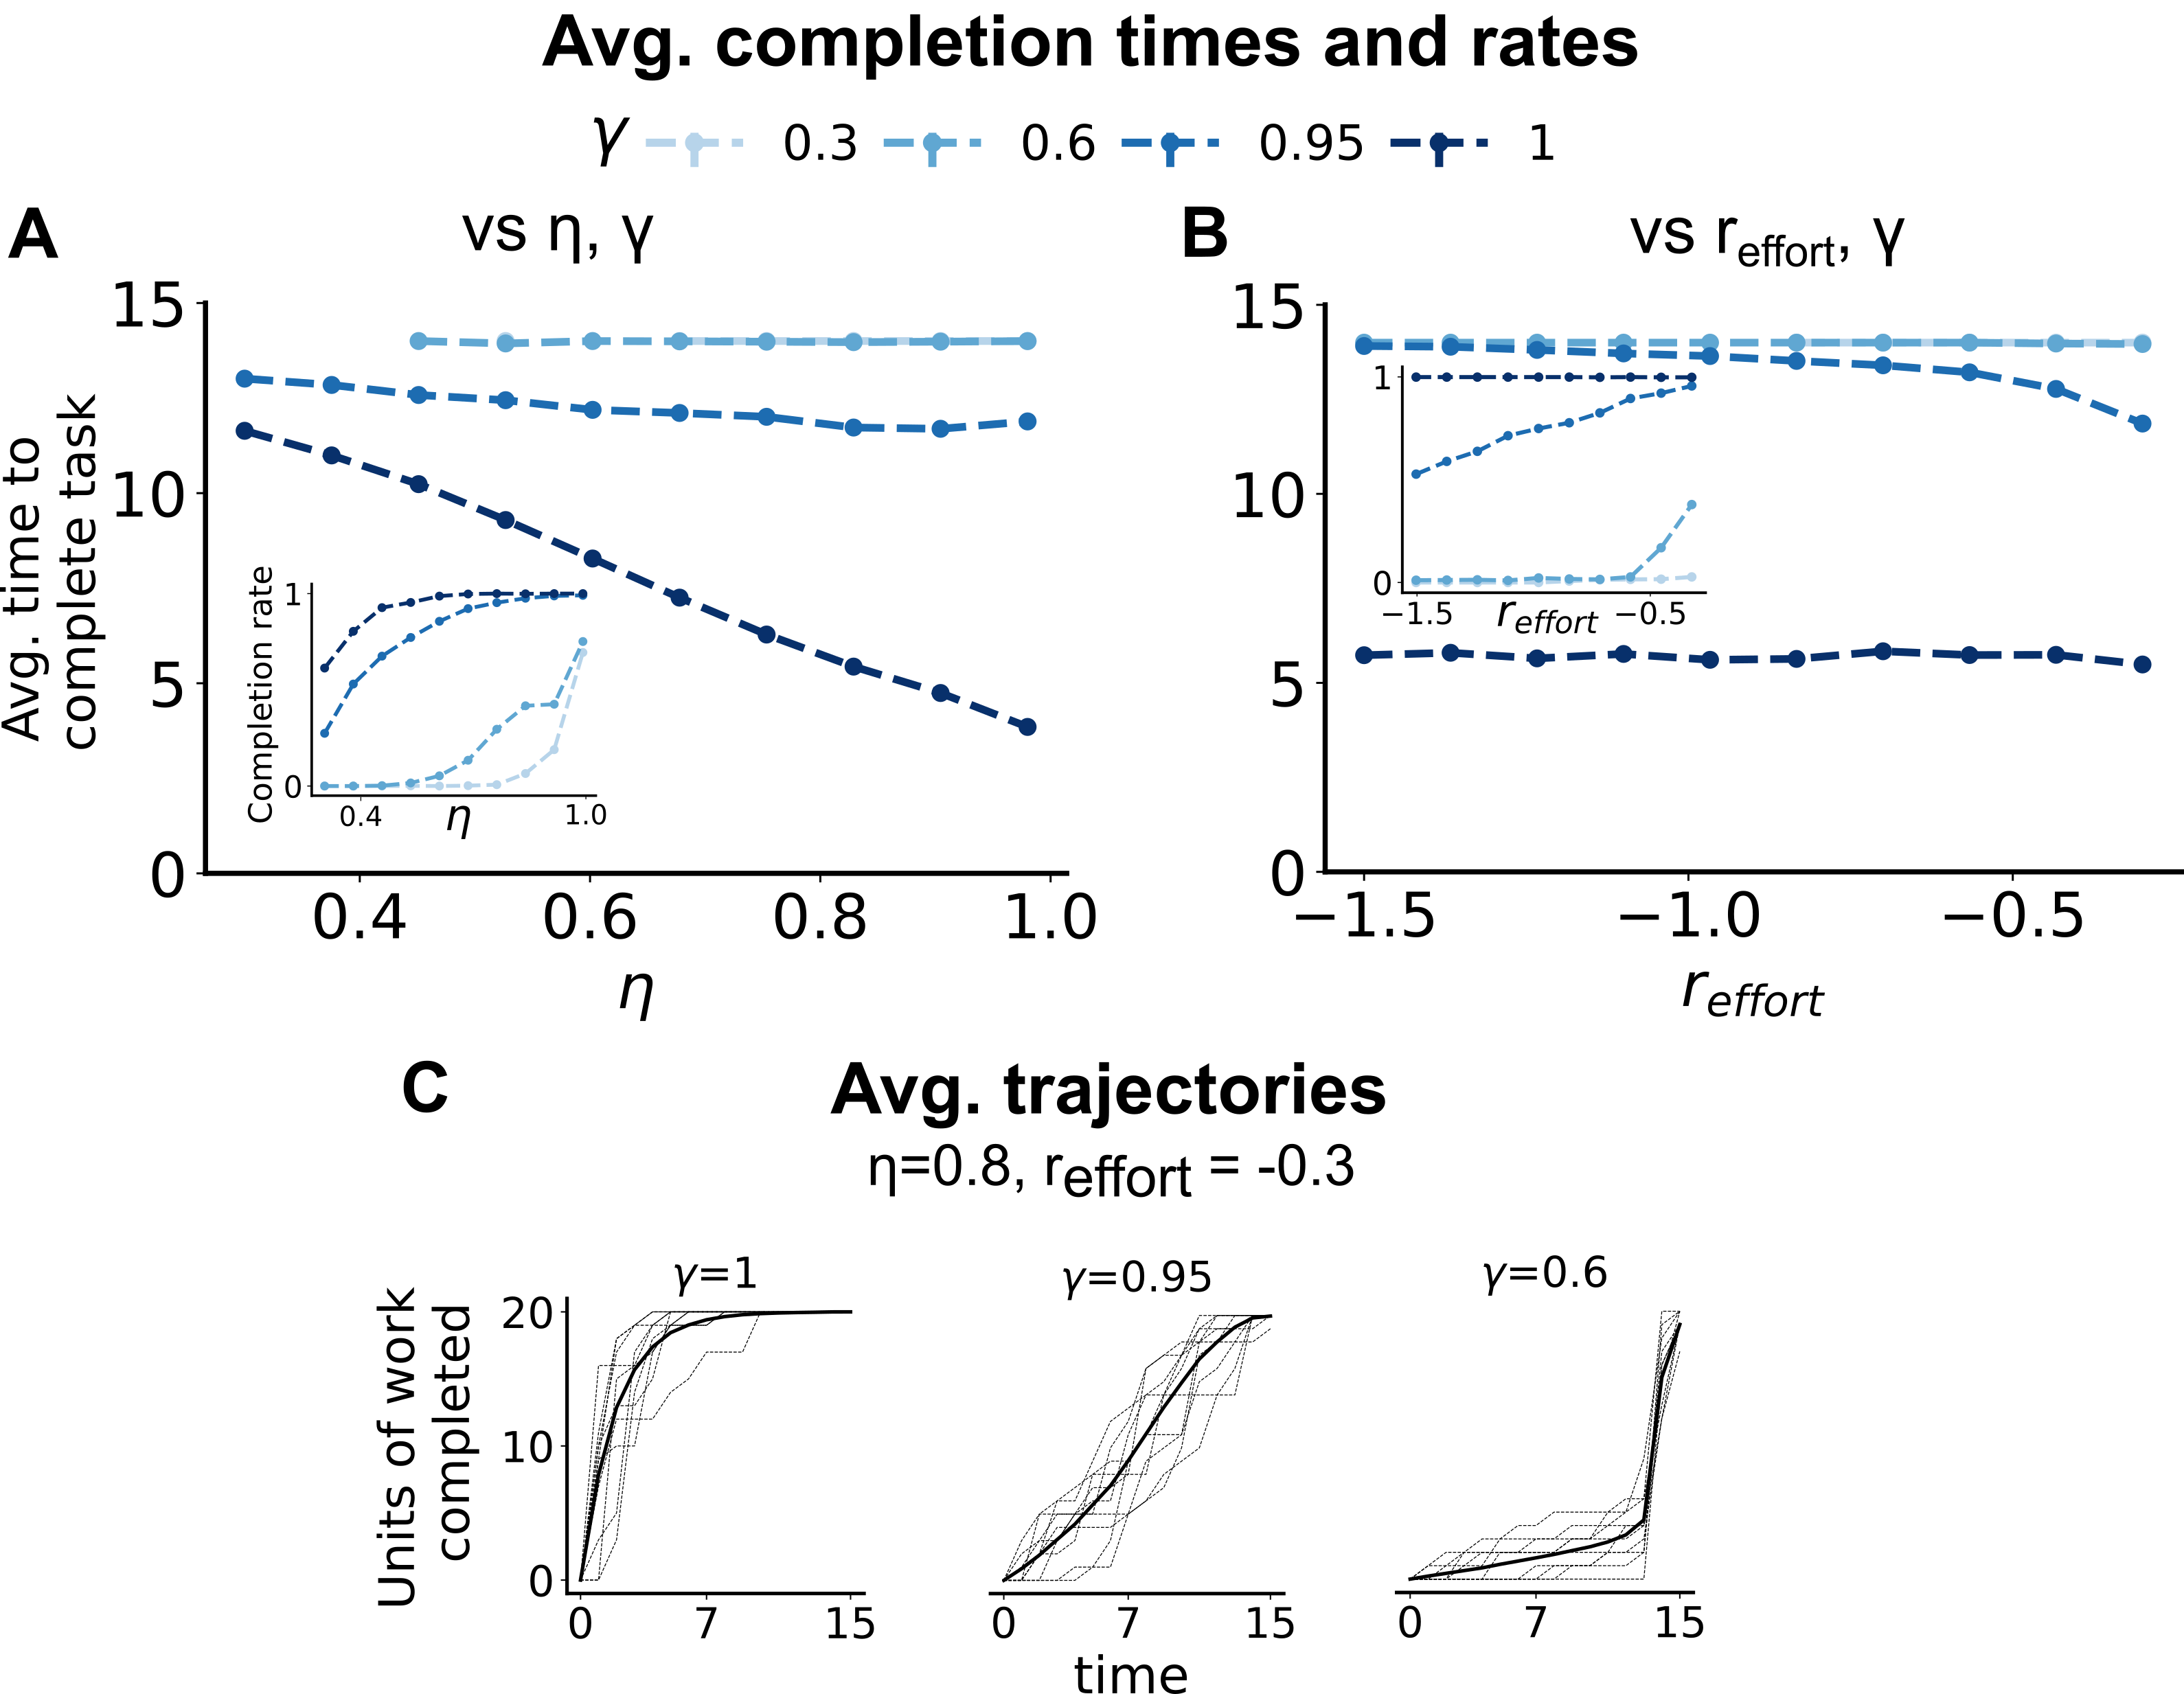 Avg. completion times and rates
γ 0.3 0.6 0.95 1
A vs η, γ
15
10
5
0
Avg. time to
complete task
0.4 0.6 0.8 1.0
η
Completion rate
1
0
0.4 1.0
η
B vs r_effort, γ
15
10
5
0
−1.5 −1.0 −0.5
r_effort
1
0
−1.5 −0.5
r_effort
C Avg. trajectories
η=0.8, r_effort = -0.3
Units of work
completed
γ=1
20
10
0
0 7 15
γ=0.95
0 7 15
γ=0.6
0 7 15
time